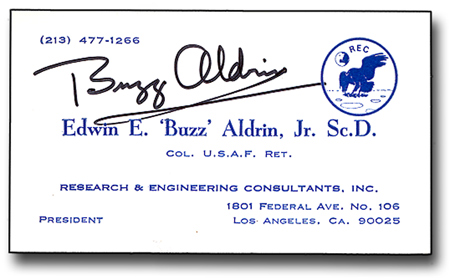 (213) 477-1266
REC
Buzz Aldrin
Edwin E. 'Buzz' Aldrin, Jr. Sc.D.
Col. U.S.A.F. Ret.
Research & Engineering Consultants, Inc.
1801 Federal Ave. No. 106
President Los Angeles, Ca. 90025